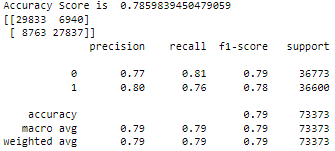 Accuracy Score is 0.7859839450479059
[[29833 6940]
[ 8763 27837]]
precision recall f1-score support
0 0.77 0.81 0.79 36773
1 0.80 0.76 0.78 36600
accuracy 0.79 73373
macro avg 0.79 0.79 0.79 73373
weighted avg 0.79 0.79 0.79 73373